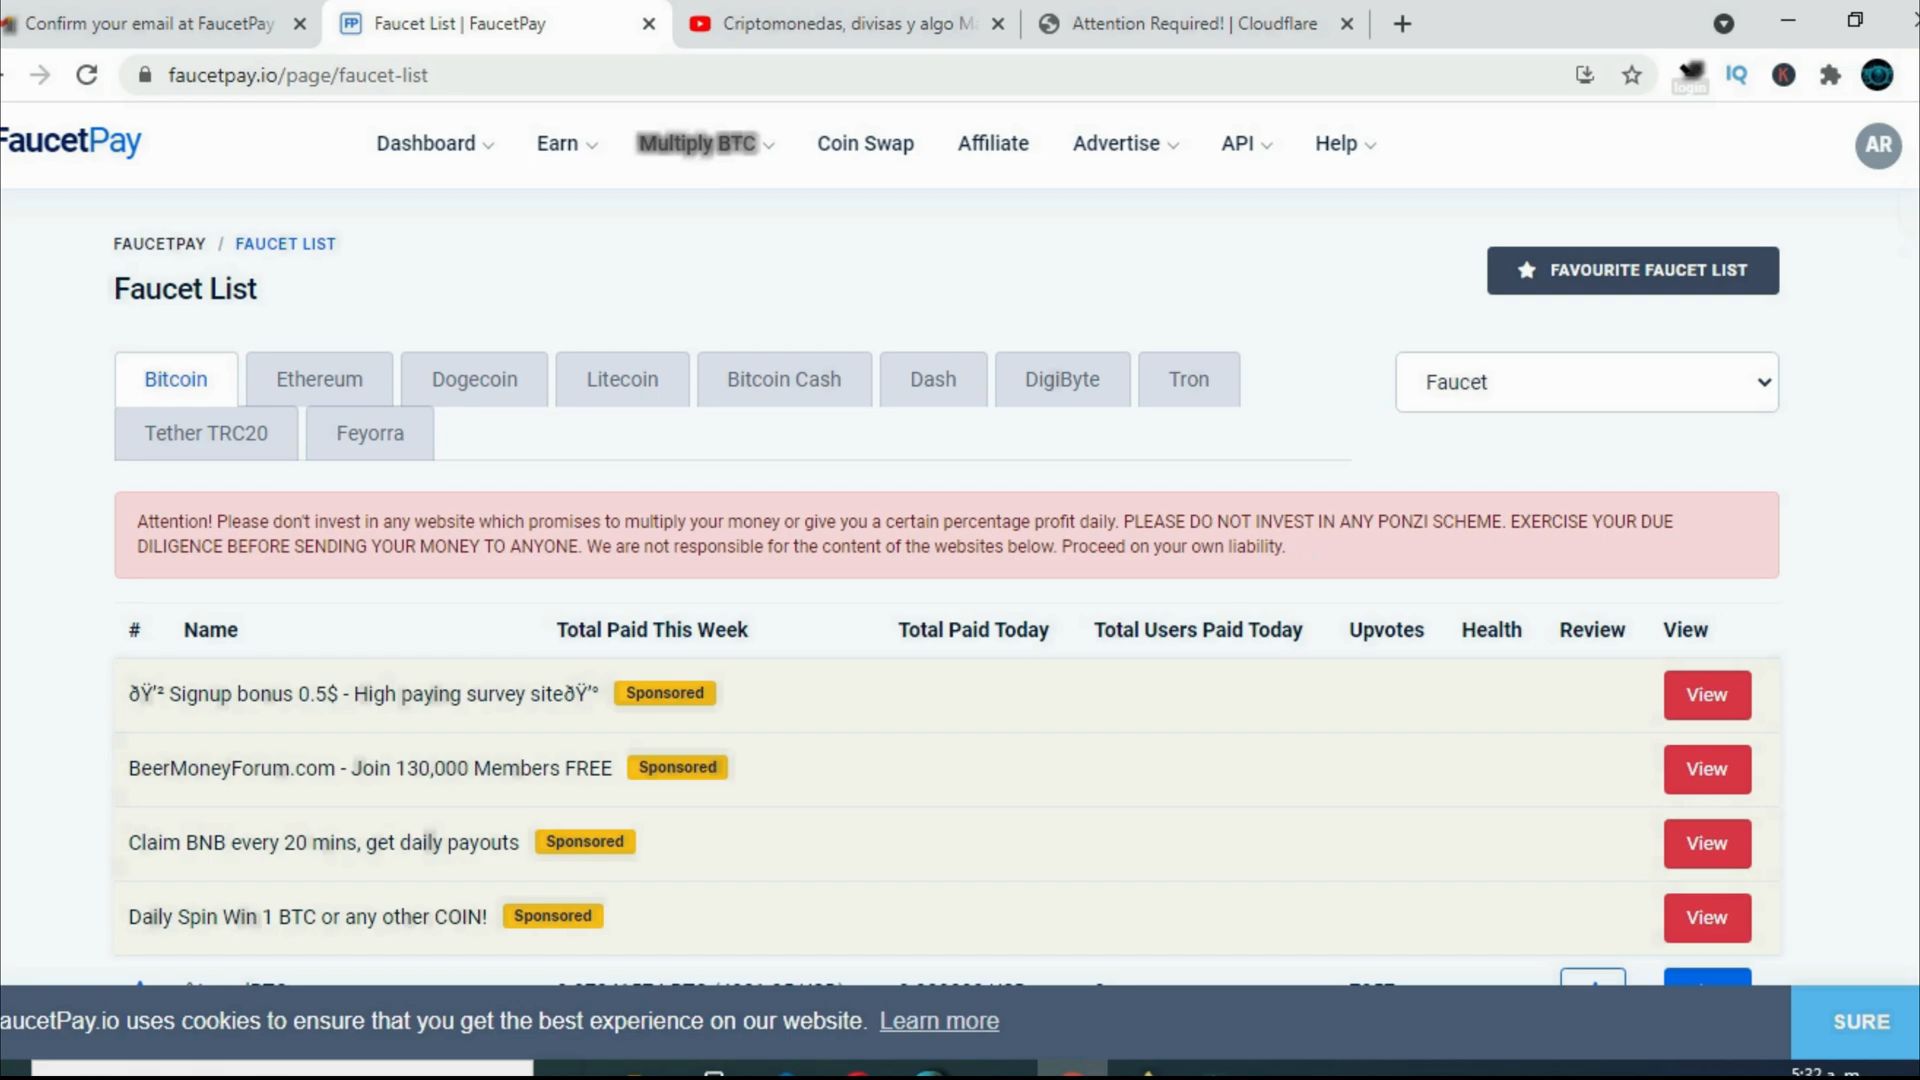 Confirm your email at FaucetPay
Faucet List | FaucetPay
Criptomonedas, divisas y algo M
Attention Required! | Cloudflare
faucetpay.io/page/faucet-list
login
IQ
K
FaucetPay
Dashboard
Earn
Multiply BTC
Coin Swap
Affiliate
Advertise
API
Help
AR
FAUCETPAY / FAUCET LIST
Faucet List
FAVOURITE FAUCET LIST
Bitcoin
Ethereum
Dogecoin
Litecoin
Bitcoin Cash
Dash
DigiByte
Tron
Faucet
Tether TRC20
Feyorra
Attention! Please don't invest in any website which promises to multiply your money or give you a certain percentage profit daily. PLEASE DO NOT INVEST IN ANY PONZI SCHEME. EXERCISE YOUR DUE
DILIGENCE BEFORE SENDING YOUR MONEY TO ANYONE. We are not responsible for the content of the websites below. Proceed on your own liability.
# Name Total Paid This Week Total Paid Today Total Users Paid Today Upvotes Health Review View
ðŸ’² Signup bonus 0.5$ - High paying survey siteðŸ’° Sponsored View
BeerMoneyForum.com - Join 130,000 Members FREE Sponsored View
Claim BNB every 20 mins, get daily payouts Sponsored View
Daily Spin Win 1 BTC or any other COIN! Sponsored View
aucetPay.io uses cookies to ensure that you get the best experience on our website. Learn more
SURE